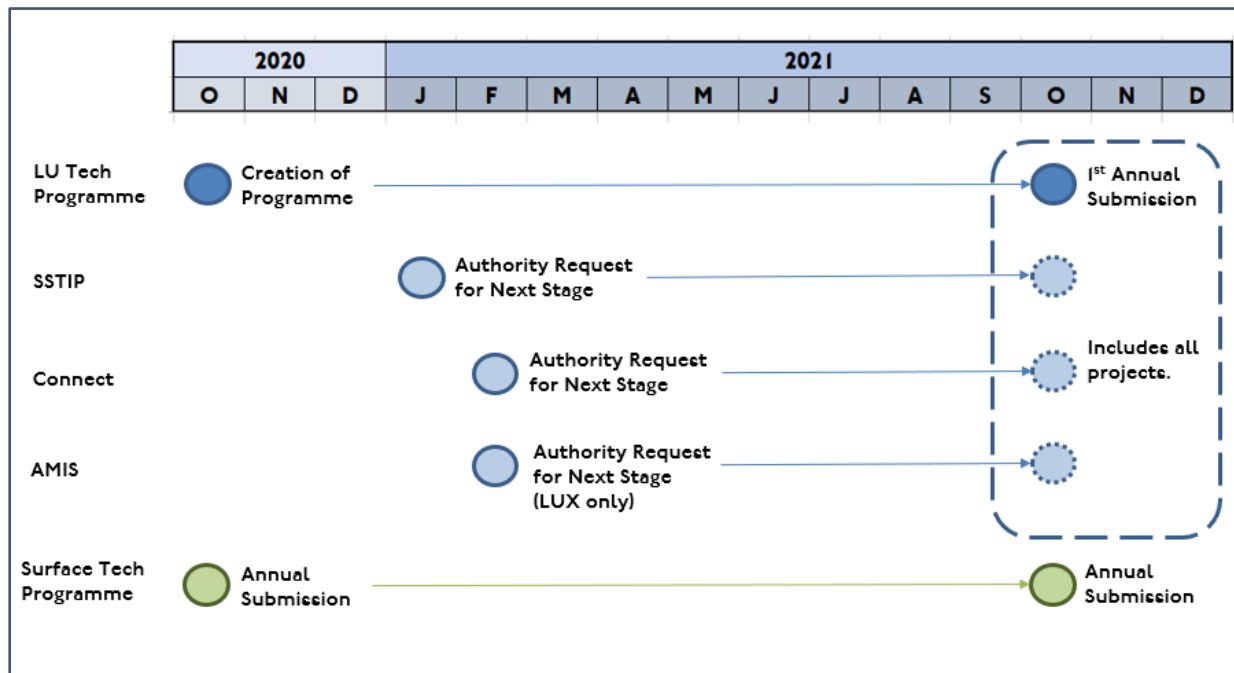 2020 2021
O N D J F M A M J J A S O N D
LU Tech
Programme
Creation of
Programme
1st Annual
Submission
SSTIP
Authority Request
for Next Stage
Connect
Authority Request
for Next Stage
Includes all
projects.
AMIS
Authority Request
for Next Stage
(LUX only)
Surface Tech
Programme
Annual
Submission
Annual
Submission